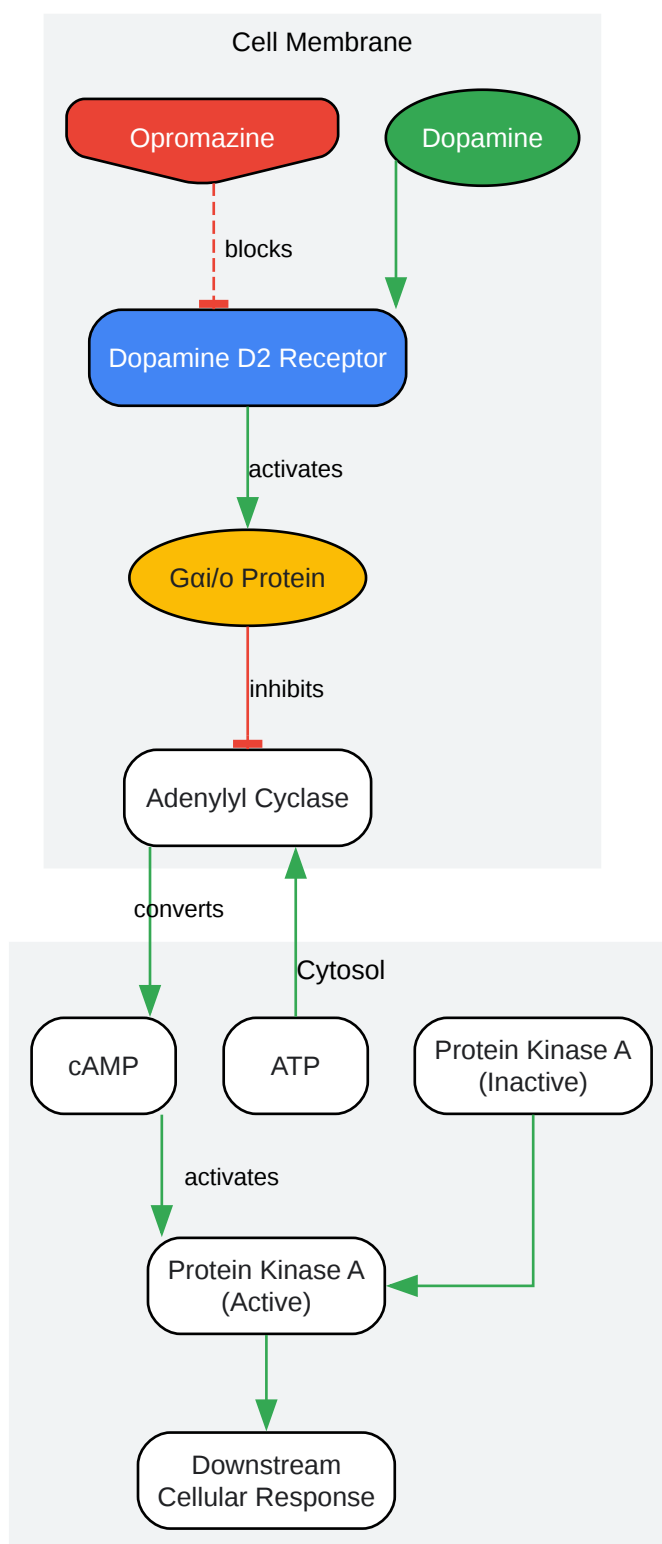 Cell Membrane
Opromazine
Dopamine
blocks
Dopamine D2 Receptor
activates
Gαi/o Protein
inhibits
Adenylyl Cyclase
converts
Cytosol
cAMP
ATP
Protein Kinase A
(Inactive)
activates
Protein Kinase A
(Active)
Downstream
Cellular Response